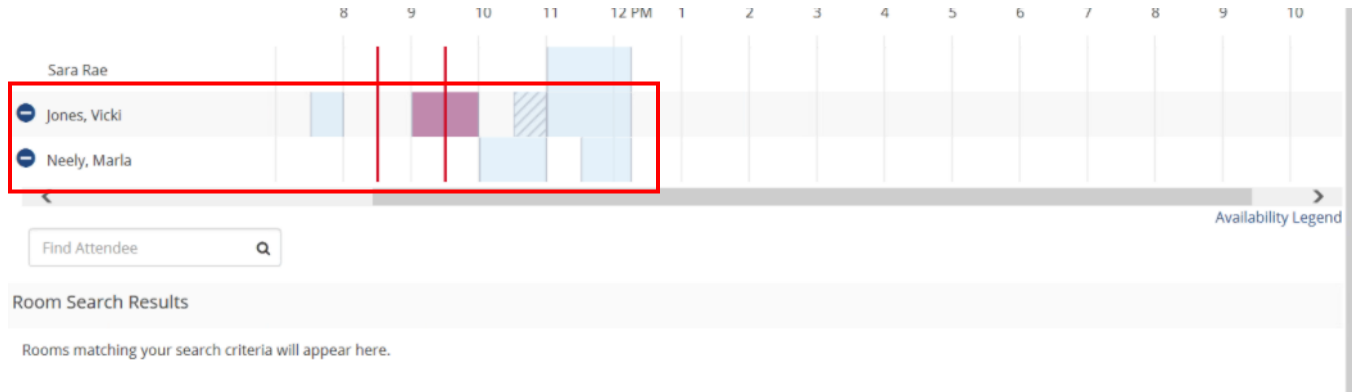 8 9 10 11 12 PM 1 2 3 4 5 6 7 8 9 10
Sara Rae
Jones, Vicki
Neely, Marla
Availability Legend
Find Attendee
Room Search Results
Rooms matching your search criteria will appear here.